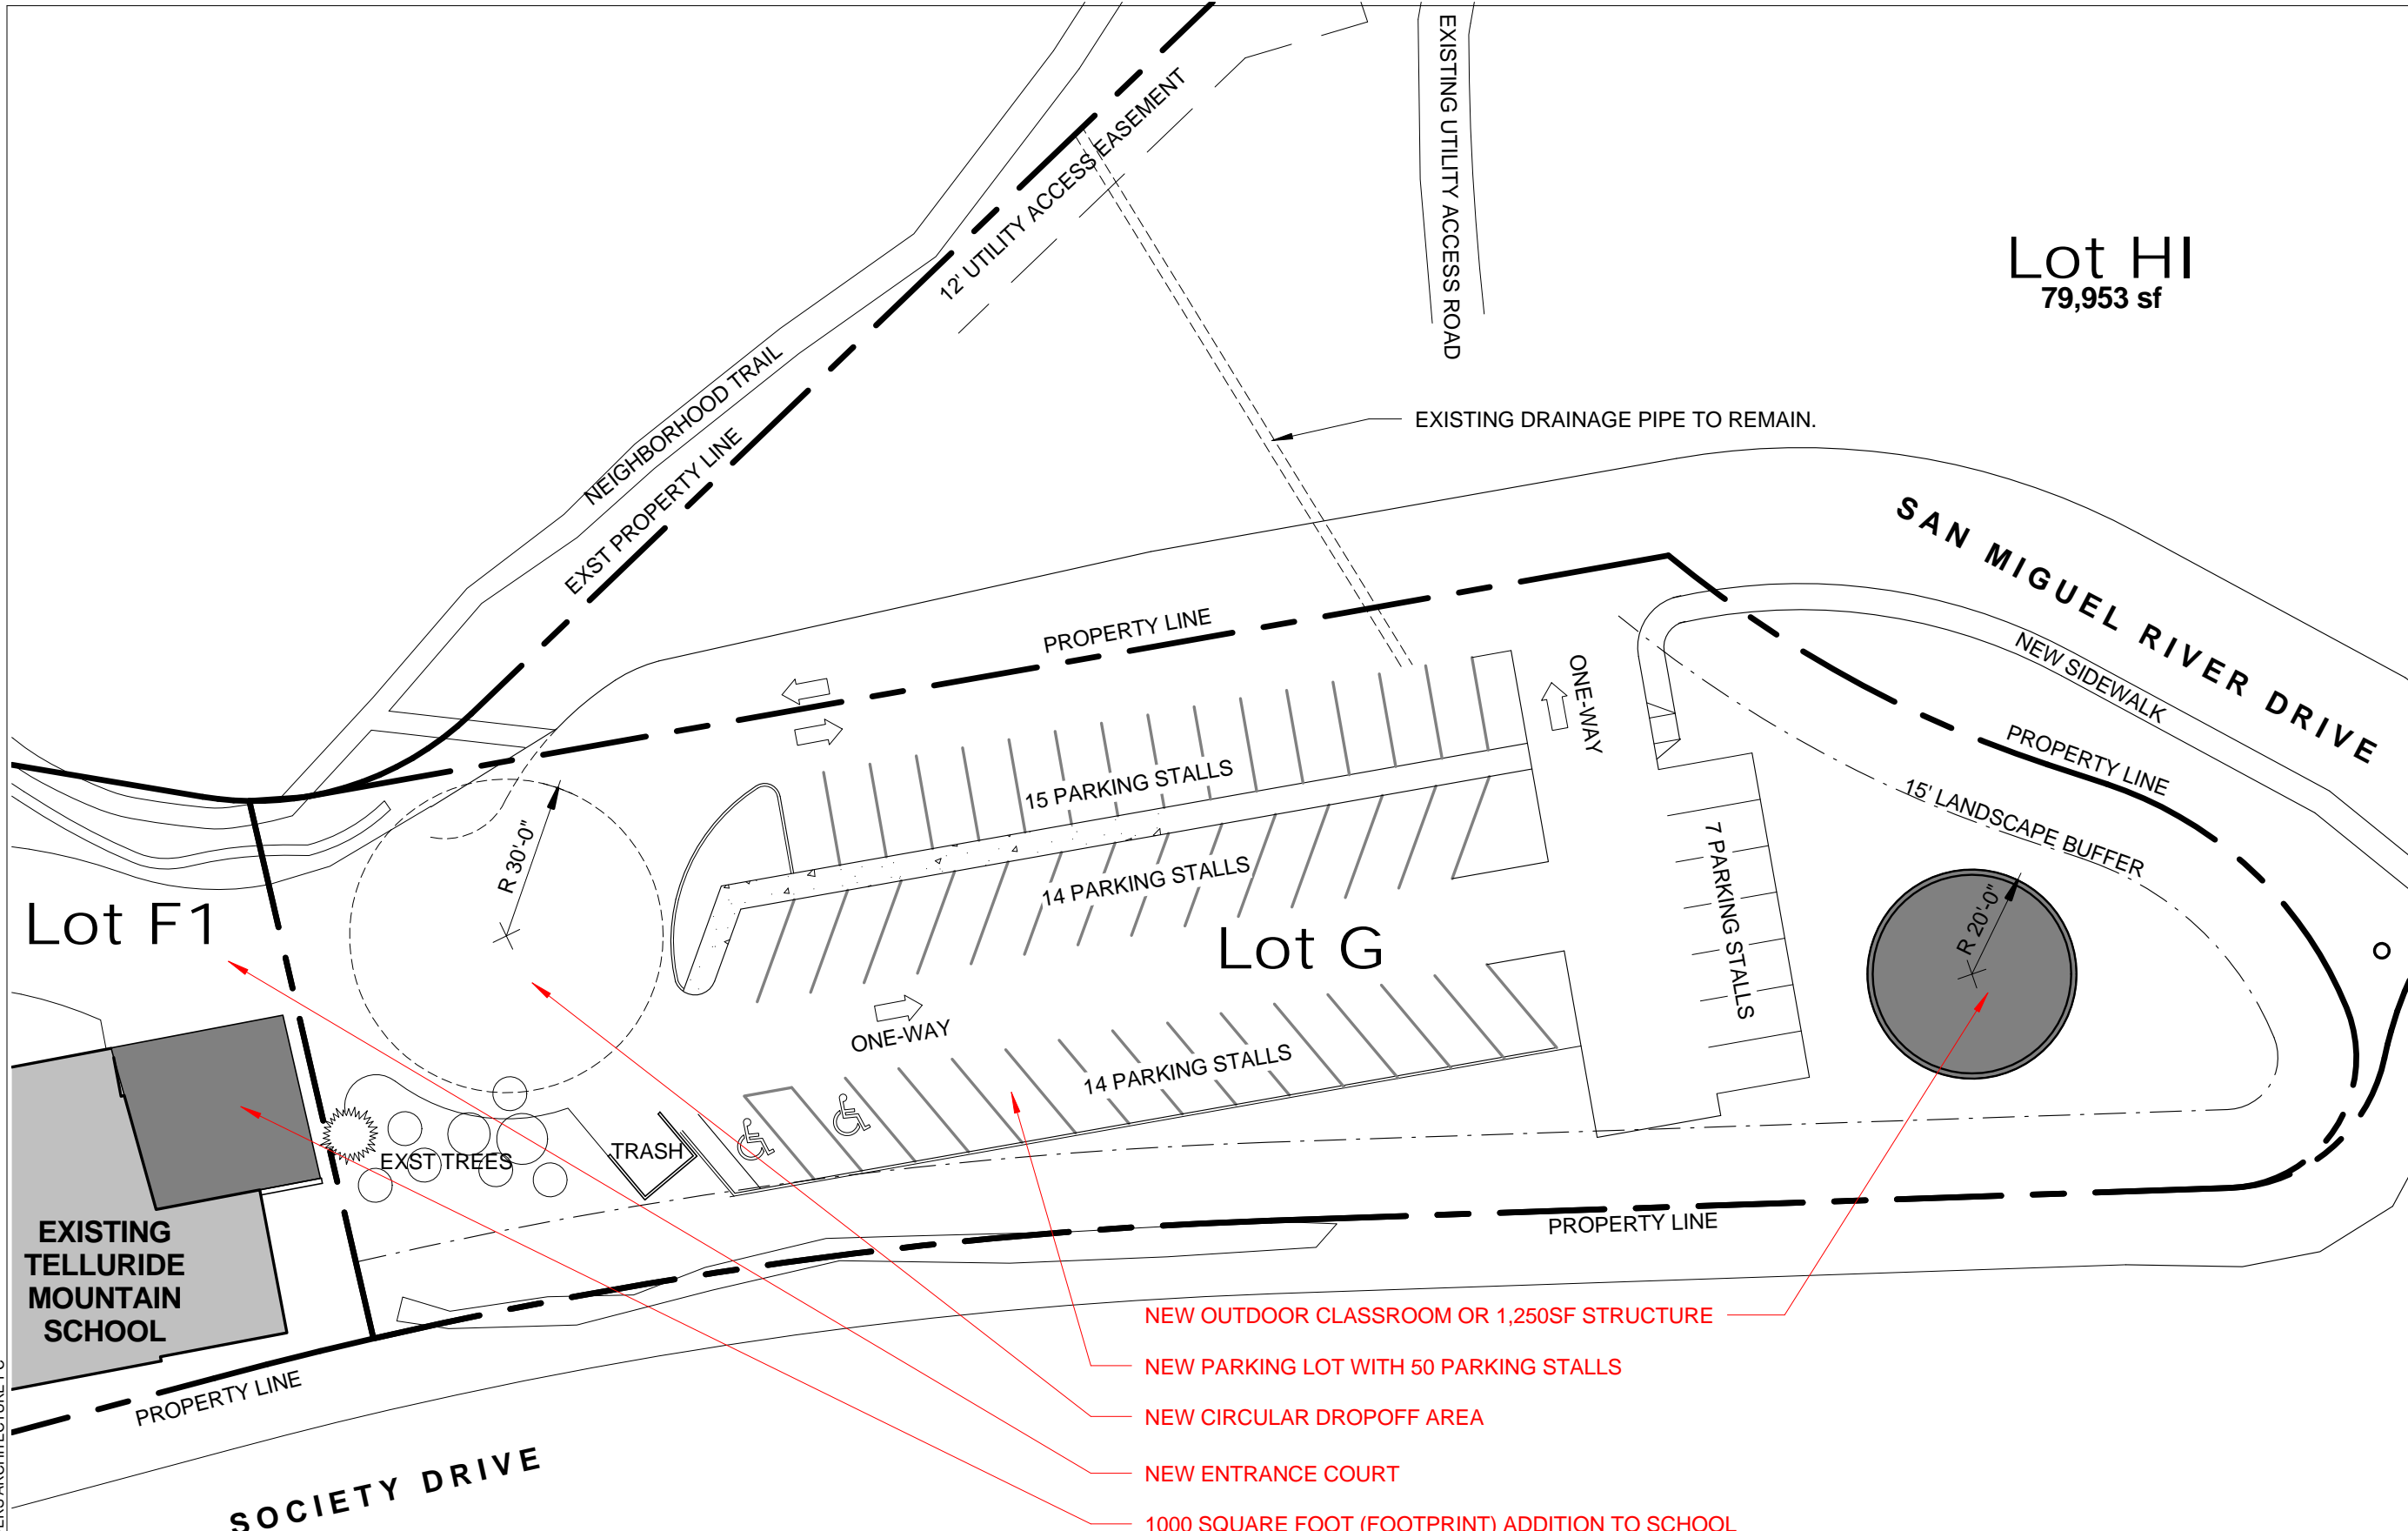 EXISTING UTILITY ACCESS ROAD
12' UTILITY ACCESS EASEMENT
Lot HI
79,953 sf
NEIGHBORHOOD TRAIL
EXST PROPERTY LINE
EXISTING DRAINAGE PIPE TO REMAIN.
SAN MIGUEL RIVER DRIVE
NEW SIDEWALK
PROPERTY LINE
PROPERTY LINE
ONE-WAY
15' LANDSCAPE BUFFER
15 PARKING STALLS
14 PARKING STALLS
7 PARKING STALLS
R 30'-0"
R 20'-0"
Lot F1
Lot G
ONE-WAY
14 PARKING STALLS
TRASH
EXST TREES
EXISTING
TELLURIDE
MOUNTAIN
SCHOOL
PROPERTY LINE
PROPERTY LINE
SOCIETY DRIVE
NEW OUTDOOR CLASSROOM OR 1,250SF STRUCTURE
NEW PARKING LOT WITH 50 PARKING STALLS
NEW CIRCULAR DROPOFF AREA
NEW ENTRANCE COURT
1000 SQUARE FOOT (FOOTPRINT) ADDITION TO SCHOOL